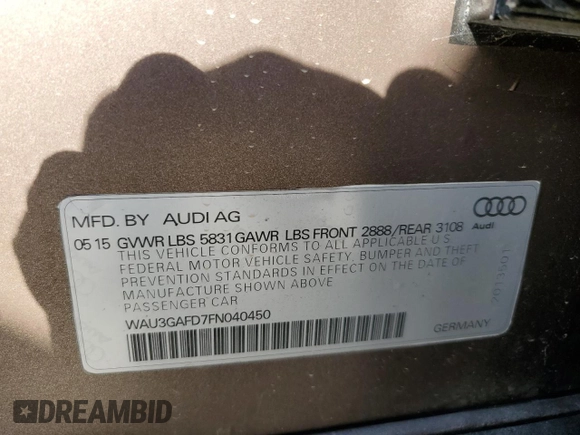 MFD. BY AUDI AG
Audi
05 15 GVWR LBS 5831 GAWR LBS FRONT 2888/REAR 3108
THIS VEHICLE CONFORMS TO ALL APPLICABLE U.S.
FEDERAL MOTOR VEHICLE SAFETY, BUMPER AND THEFT
PREVENTION STANDARDS IN EFFECT ON THE DATE OF
MANUFACTURE SHOWN ABOVE
PASSENGER CAR
WAU3GAFD7FN040450
GERMANY
DREAMBID